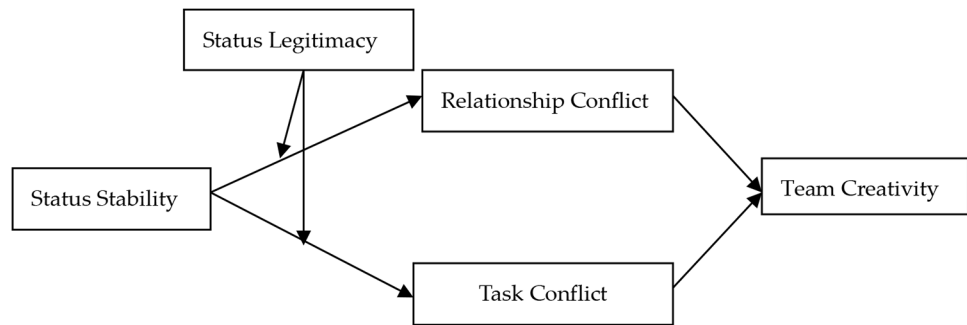 Status Legitimacy
Relationship Conflict
Status Stability
Team Creativity
Task Conflict